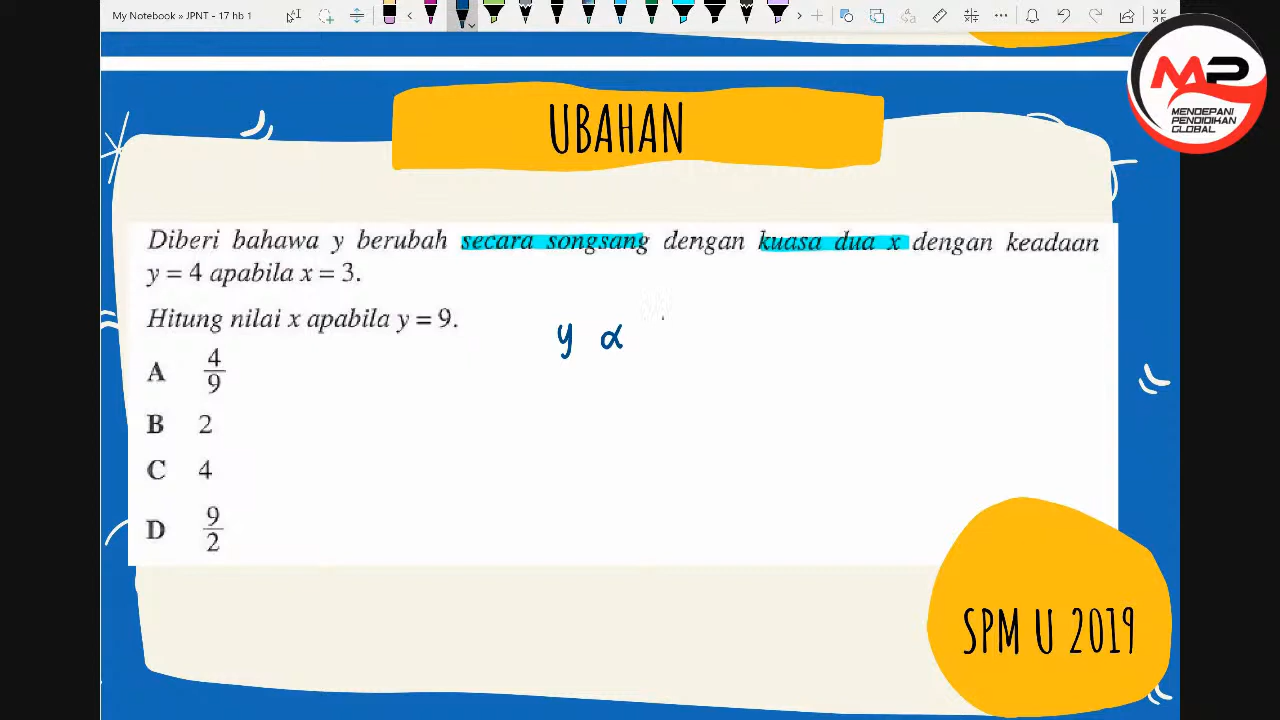 My Notebook » JPNT - 17 hb 1
MP
MENDEPANI
PENDIDIKAN
GLOBAL
UBAHAN
Diberi bahawa y berubah secara songsang dengan kuasa dua x dengan keadaan
y = 4 apabila x = 3.
Hitung nilai x apabila y = 9.
y α
A 4/9
B 2
C 4
D 9/2
SPM U 2019